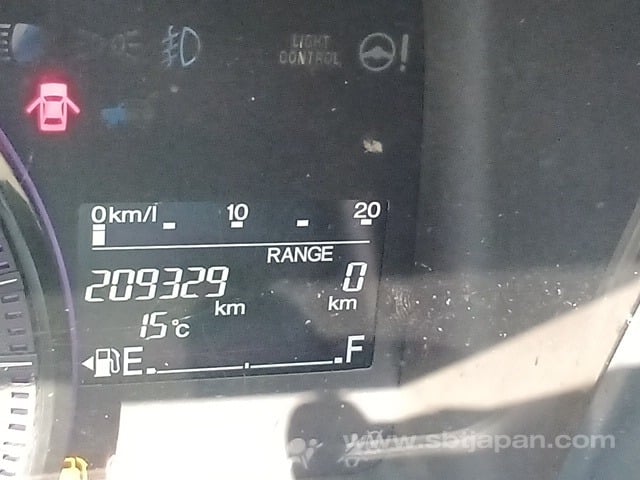 LIGHT
CONTROL
0km/l 10 20
RANGE
209329 km 0 km
15°C
E F
www.sbtjapan.com